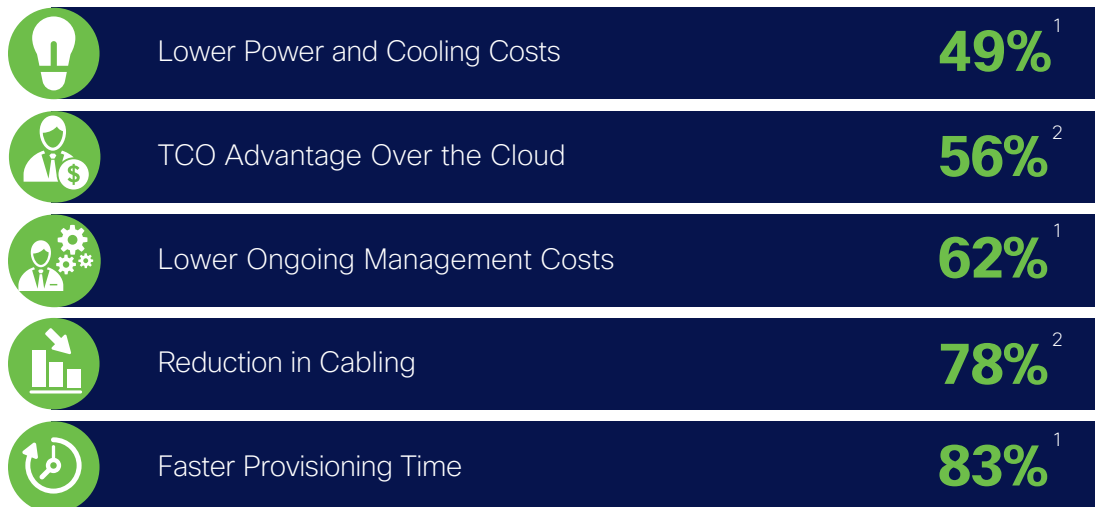 Lower Power and Cooling Costs 49% 1
TCO Advantage Over the Cloud 56% 2
$
Lower Ongoing Management Costs 62% 1
Reduction in Cabling 78% 2
Faster Provisioning Time 83% 1